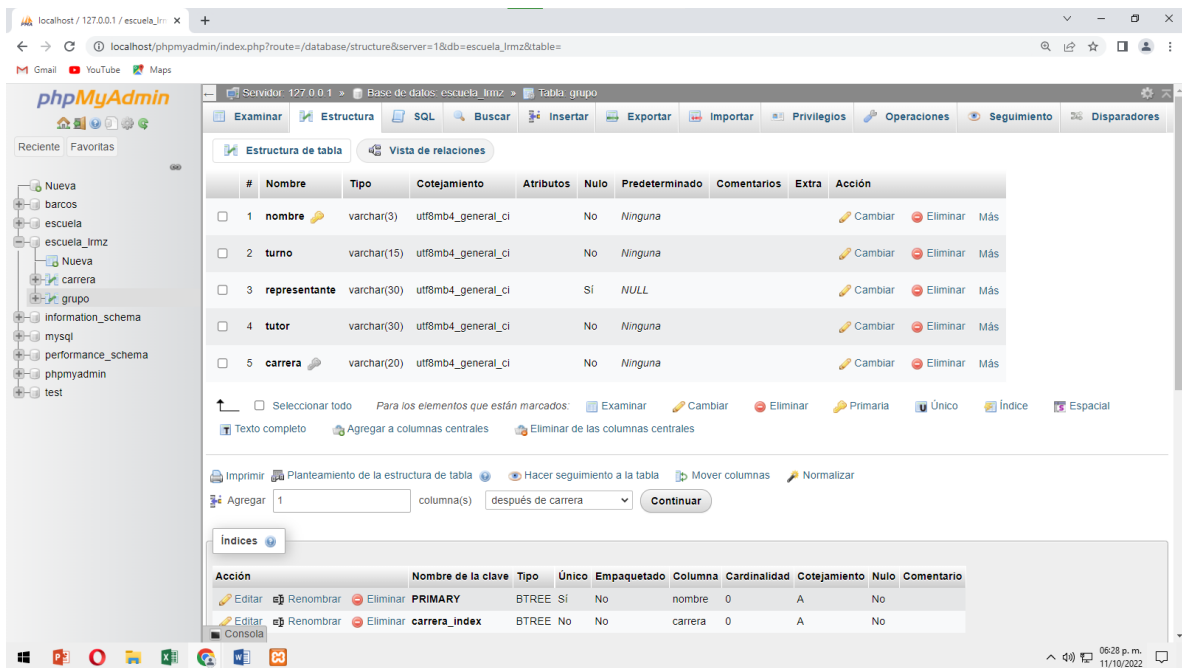 localhost / 127.0.0.1 / escuela_lrm
localhost/phpmyadmin/index.php?route=/database/structure&server=1&db=escuela_lrmz&table=
Gmail YouTube Maps
phpMyAdmin
Reciente Favoritas
Nueva
barcos
escuela
escuela_lrmz
Nueva
carrera
grupo
information_schema
mysql
performance_schema
phpmyadmin
test
Servidor: 127.0.0.1 » Base de datos: escuela_lrmz » Tabla: grupo
Examinar Estructura SQL Buscar Insertar Exportar Importar Privilegios Operaciones Seguimiento Disparadores
Estructura de tabla Vista de relaciones
# Nombre Tipo Cotejamiento Atributos Nulo Predeterminado Comentarios Extra Acción
1 nombre varchar(3) utf8mb4_general_ci No Ninguna Cambiar Eliminar Más
2 turno varchar(15) utf8mb4_general_ci No Ninguna Cambiar Eliminar Más
3 representante varchar(30) utf8mb4_general_ci Sí NULL Cambiar Eliminar Más
4 tutor varchar(30) utf8mb4_general_ci No Ninguna Cambiar Eliminar Más
5 carrera varchar(20) utf8mb4_general_ci No Ninguna Cambiar Eliminar Más
Seleccionar todo Para los elementos que están marcados: Examinar Cambiar Eliminar Primaria Único Índice Espacial
Texto completo Agregar a columnas centrales Eliminar de las columnas centrales
Imprimir Planteamiento de la estructura de tabla Hacer seguimiento a la tabla Mover columnas Normalizar
Agregar 1 columna(s) después de carrera Continuar
Índices
Acción Nombre de la clave Tipo Único Empaquetado Columna Cardinalidad Cotejamiento Nulo Comentario
Editar Renombrar Eliminar PRIMARY BTREE Sí No nombre 0 A No
Editar Renombrar Eliminar carrera_index BTREE No No carrera 0 A No
Consola
06:28 p. m.
11/10/2022